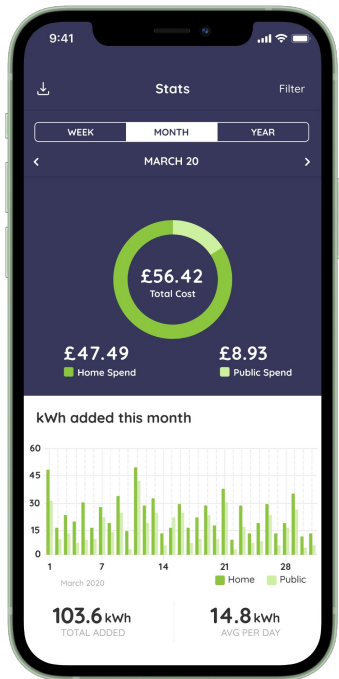 9:41
Stats
Filter
WEEK MONTH YEAR
MARCH 20
£56.42
Total Cost
£47.49 £8.93
Home Spend Public Spend
kWh added this month
60
45
30
15
0
1 7 14 21 28
March 2020 Home Public
103.6 kWh 14.8 kWh
TOTAL ADDED AVG PER DAY